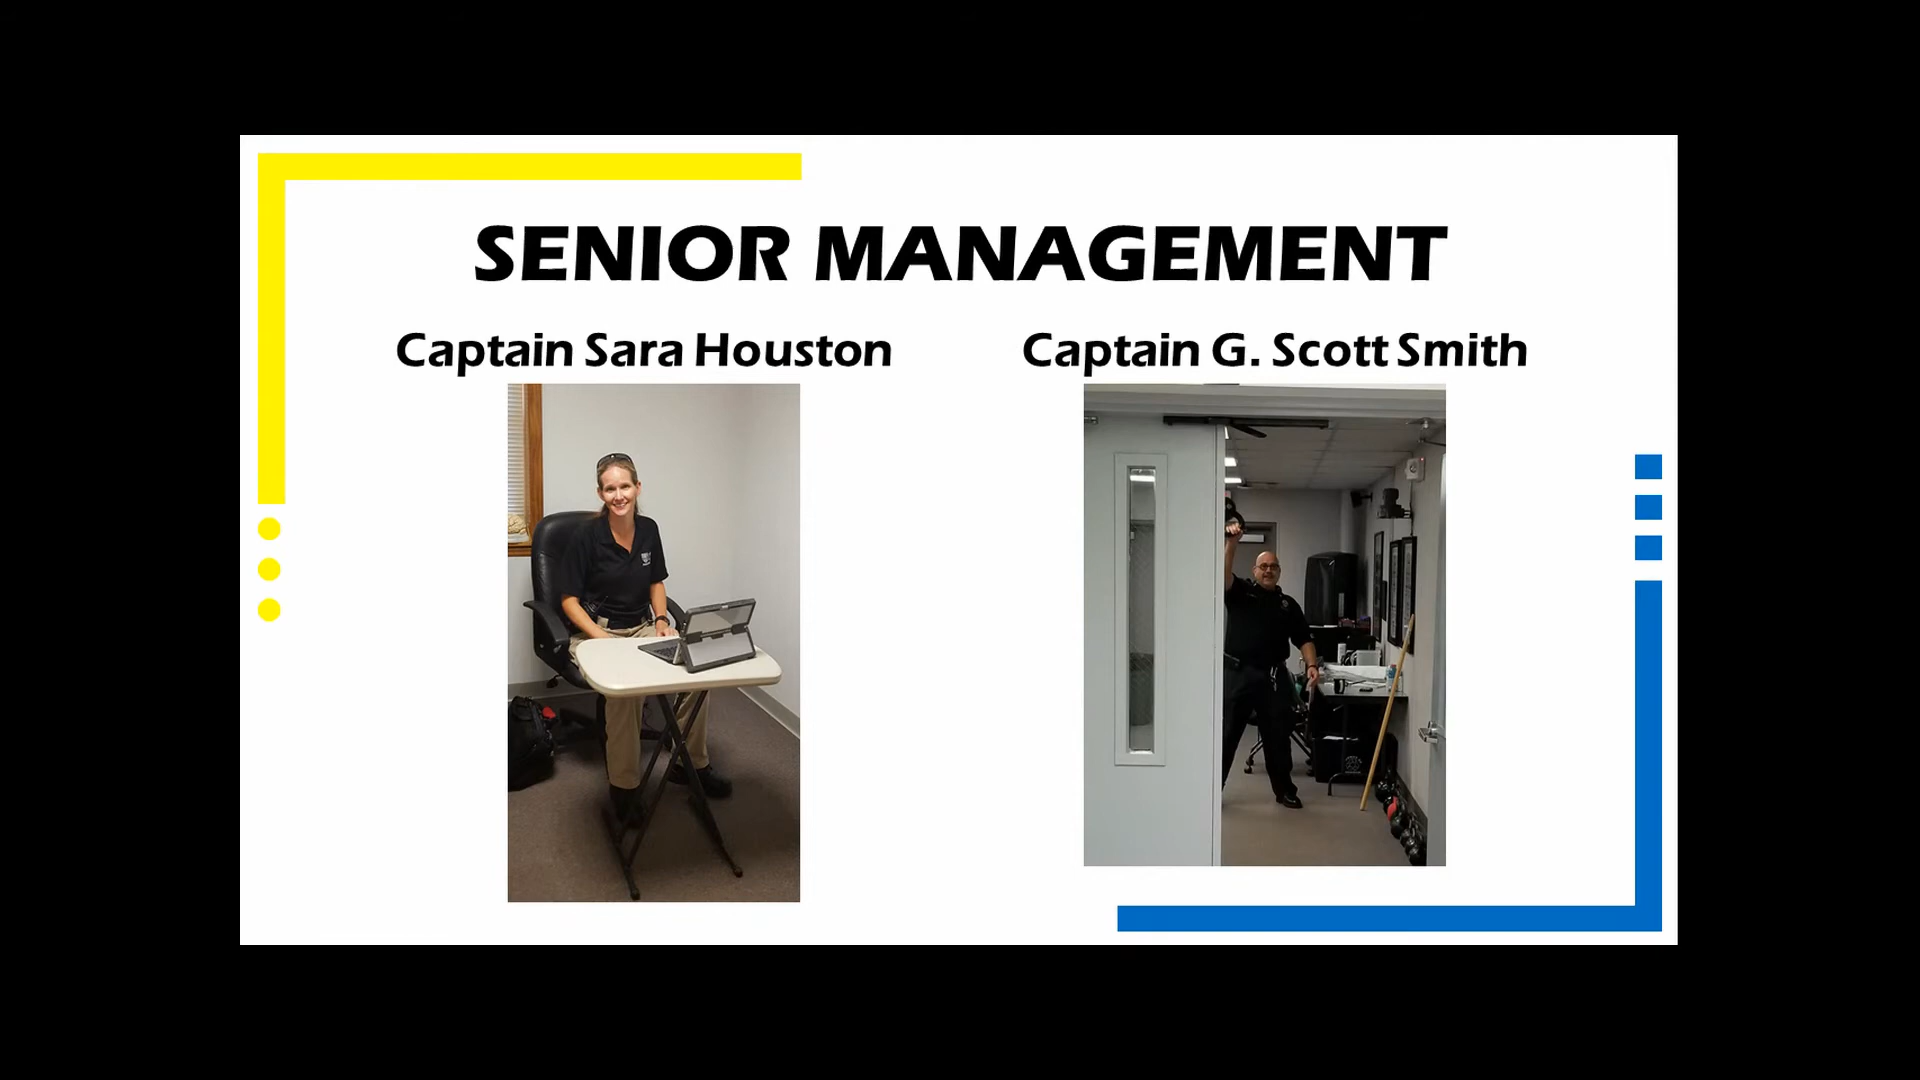 SENIOR MANAGEMENT
Captain Sara Houston
Captain G. Scott Smith